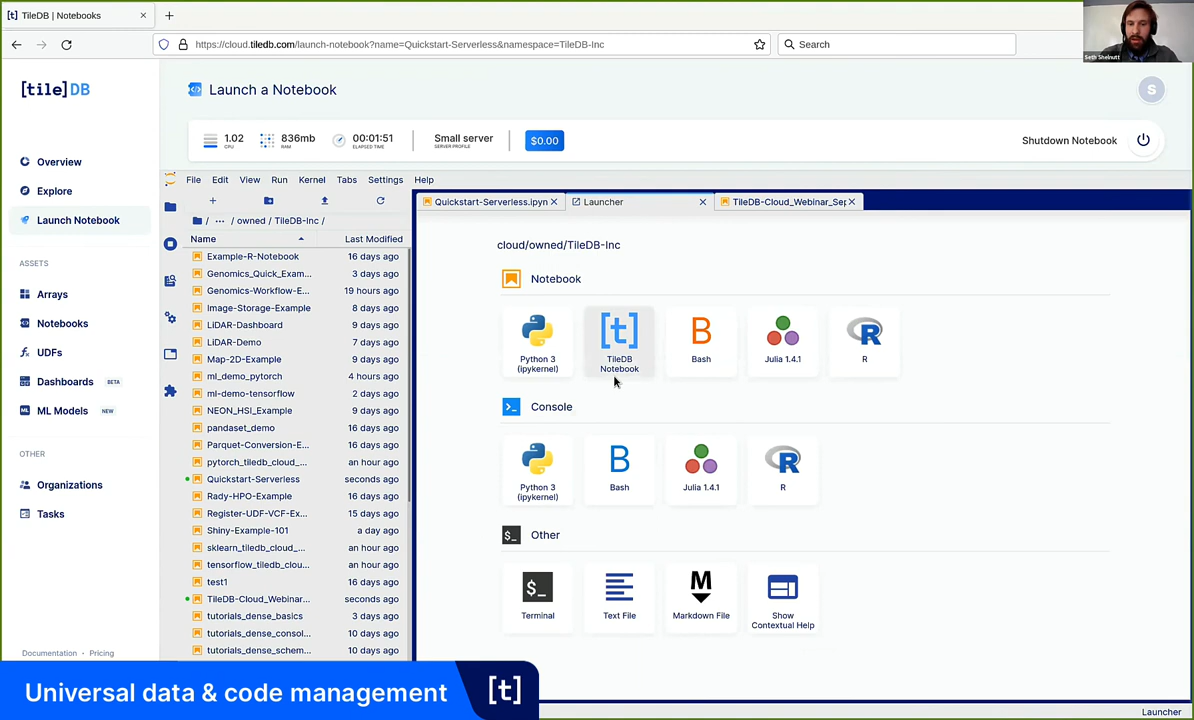 [t] TileDB | Notebooks
https://cloud.tiledb.com/launch-notebook?name=Quickstart-Serverless&namespace=TileDB-Inc
Search
Seth Shelnutt
[tile]DB
Launch a Notebook
S
1.02
CPU
836mb
RAM
00:01:51
ELAPSED TIME
Small server
SERVER PROFILE
$0.00
Shutdown Notebook
Overview
Explore
Launch Notebook
ASSETS
Arrays
Notebooks
UDFs
Dashboards BETA
ML Models NEW
OTHER
Organizations
Tasks
Documentation · Pricing
File Edit View Run Kernel Tabs Settings Help
/ ··· / owned / TileDB-Inc /
Name Last Modified
Example-R-Notebook 16 days ago
Genomics_Quick_Exam... 3 days ago
Genomics-Workflow-E... 19 hours ago
Image-Storage-Example 8 days ago
LiDAR-Dashboard 9 days ago
LiDAR-Demo 7 days ago
Map-2D-Example 9 days ago
ml_demo_pytorch 4 hours ago
ml-demo-tensorflow 2 days ago
NEON_HSI_Example 9 days ago
pandaset_demo 16 days ago
Parquet-Conversion-E... 16 days ago
pytorch_tiledb_cloud_... an hour ago
Quickstart-Serverless seconds ago
Rady-HPO-Example 16 days ago
Register-UDF-VCF-Ex... 15 days ago
Shiny-Example-101 a day ago
sklearn_tiledb_cloud_... an hour ago
tensorflow_tiledb_clou... an hour ago
test1 16 days ago
TileDB-Cloud_Webinar... seconds ago
tutorials_dense_basics 3 days ago
tutorials_dense_consol... 10 days ago
tutorials_dense_schem... 10 days ago
Quickstart-Serverless.ipyn
Launcher
TileDB-Cloud_Webinar_Sep
cloud/owned/TileDB-Inc
Notebook
Python 3
(ipykernel)
[t]
TileDB
Notebook
B
Bash
Julia 1.4.1
R
R
Console
Python 3
(ipykernel)
B
Bash
Julia 1.4.1
R
R
$_ Other
$_
Terminal
Text File
M
Markdown File
Show
Contextual Help
Launcher
Universal data & code management
[t]